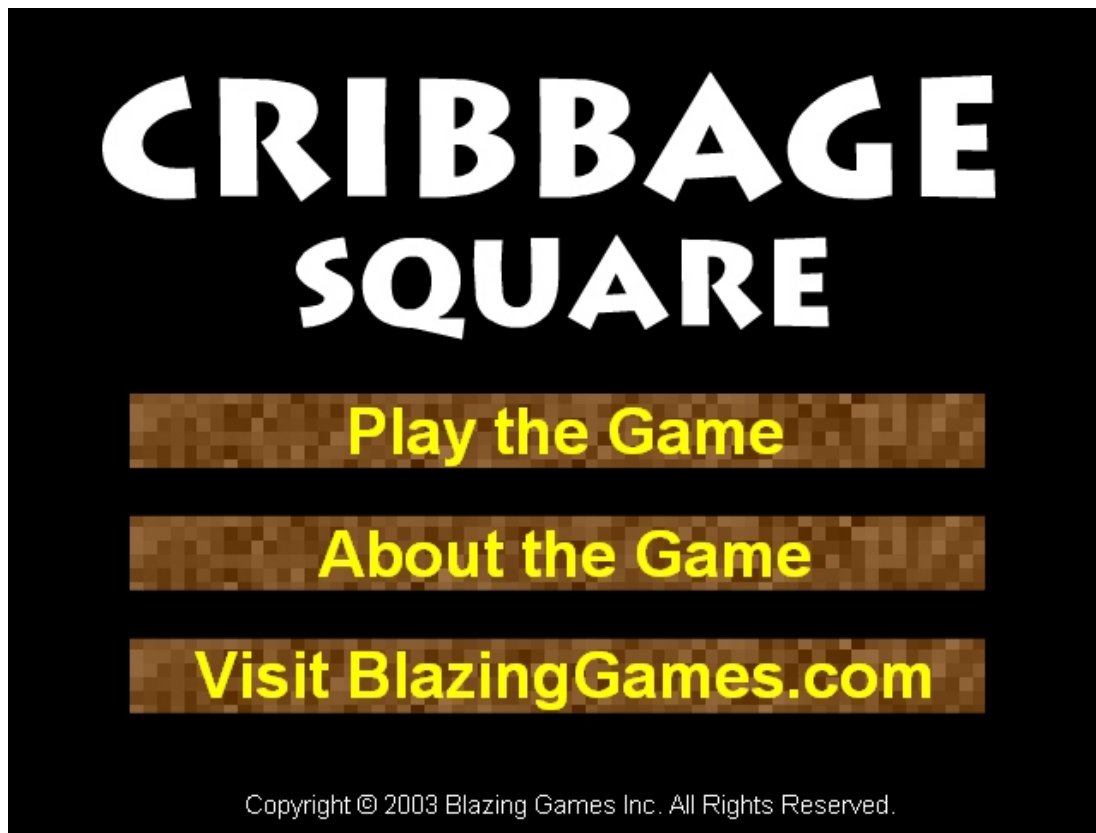 CRIBBAGE
SQUARE
Play the Game
About the Game
Visit BlazingGames.com
Copyright © 2003 Blazing Games Inc. All Rights Reserved.